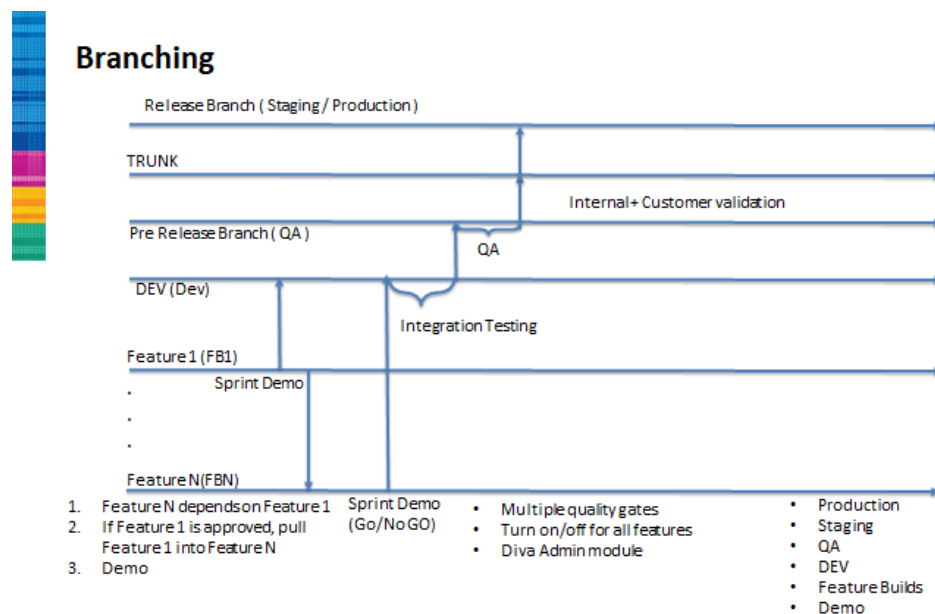 Branching
Release Branch ( Staging / Production )
TRUNK
Internal+ Customer validation
Pre Release Branch ( QA )
QA
DEV (Dev)
Integration Testing
Feature 1 (FB1)
Sprint Demo
.
.
.
Feature N(FBN)
1. Feature N depends on Feature 1
2. If Feature 1 is approved, pull
Feature 1 into Feature N
3. Demo
Sprint Demo
(Go/No GO)
• Multiple quality gates
• Turn on/off for all features
• Diva Admin module
• Production
• Staging
• QA
• DEV
• Feature Builds
• Demo